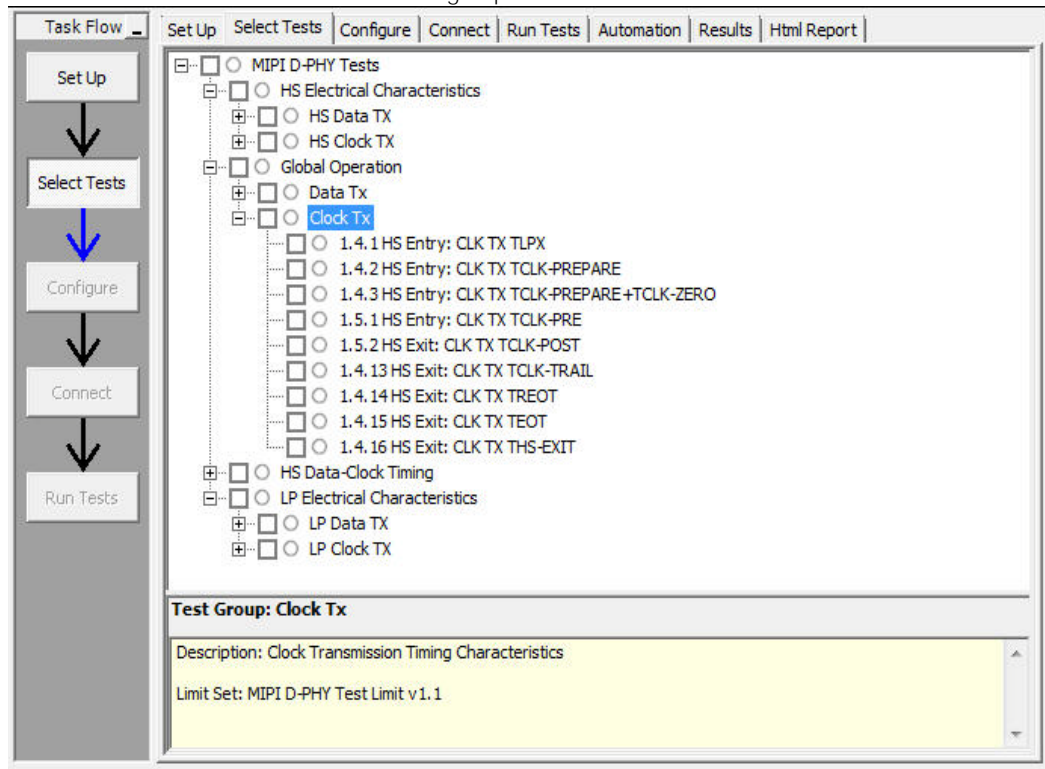 Task Flow
Set Up Select Tests Configure Connect Run Tests Automation Results Html Report
Set Up
Select Tests
Configure
Connect
Run Tests
MIPI D-PHY Tests
HS Electrical Characteristics
HS Data TX
HS Clock TX
Global Operation
Data Tx
Clock Tx
1.4.1 HS Entry: CLK TX TLPX
1.4.2 HS Entry: CLK TX TCLK-PREPARE
1.4.3 HS Entry: CLK TX TCLK-PREPARE+TCLK-ZERO
1.5.1 HS Entry: CLK TX TCLK-PRE
1.5.2 HS Exit: CLK TX TCLK-POST
1.4.13 HS Exit: CLK TX TCLK-TRAIL
1.4.14 HS Exit: CLK TX TREOT
1.4.15 HS Exit: CLK TX TEOT
1.4.16 HS Exit: CLK TX THS-EXIT
HS Data-Clock Timing
LP Electrical Characteristics
LP Data TX
LP Clock TX
Test Group: Clock Tx
Description: Clock Transmission Timing Characteristics
Limit Set: MIPI D-PHY Test Limit v1.1